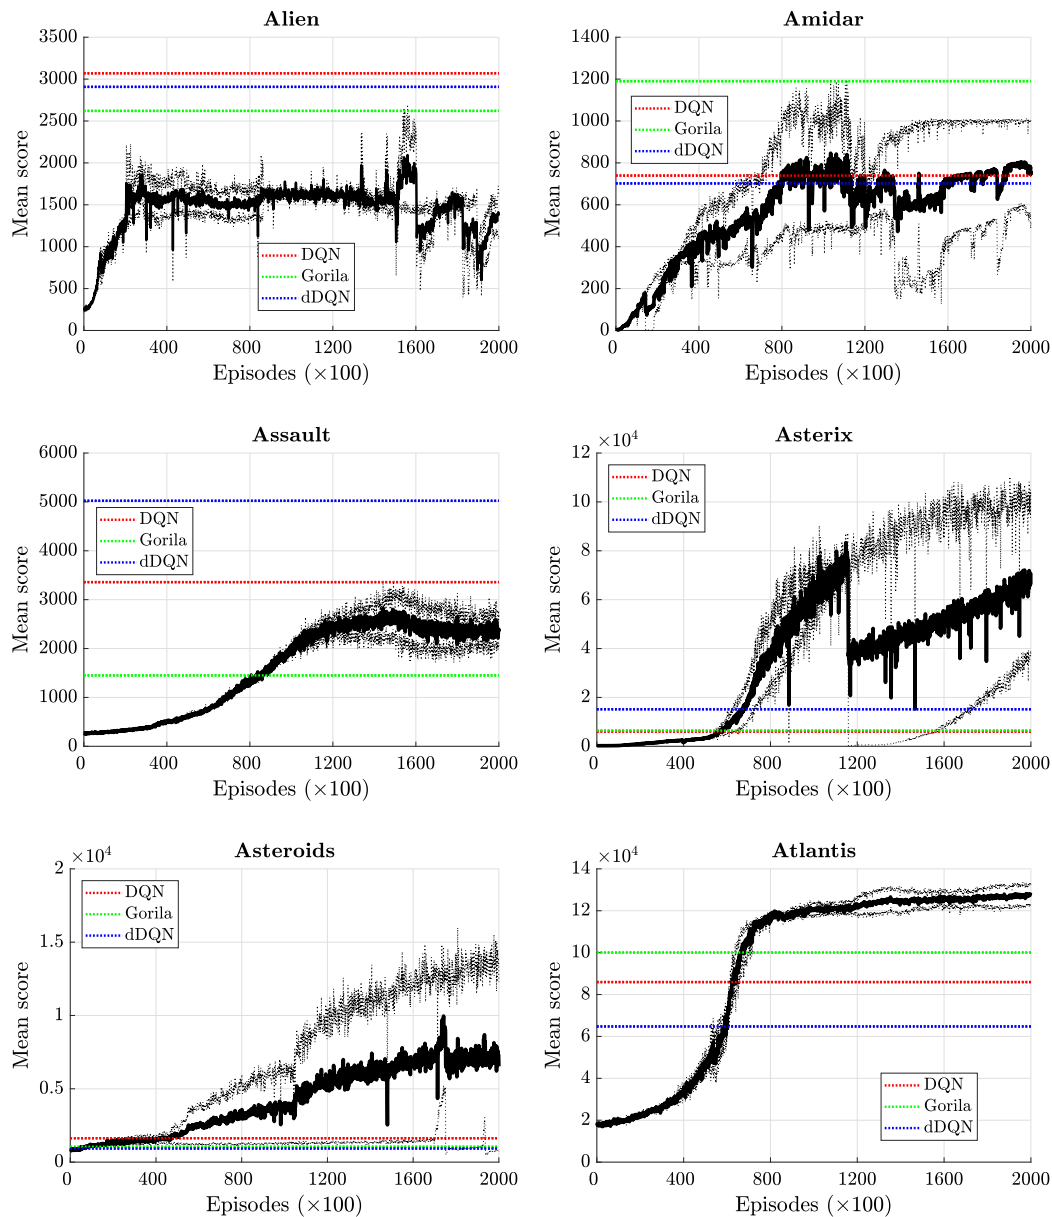 Alien
3500
3000
2500
2000
1500
1000
500
0
Mean score
DQN
Gorila
dDQN
0 400 800 1200 1600 2000
Episodes (×100)
Amidar
1400
1200
1000
800
600
400
200
0
Mean score
DQN
Gorila
dDQN
0 400 800 1200 1600 2000
Episodes (×100)
Assault
6000
5000
4000
3000
2000
1000
0
Mean score
DQN
Gorila
dDQN
0 400 800 1200 1600 2000
Episodes (×100)
Asterix
×10^4
12
10
8
6
4
2
0
Mean score
DQN
Gorila
dDQN
0 400 800 1200 1600 2000
Episodes (×100)
Asteroids
×10^4
2
1.5
1
0.5
0
Mean score
DQN
Gorila
dDQN
0 400 800 1200 1600 2000
Episodes (×100)
Atlantis
×10^4
14
12
10
8
6
4
2
0
Mean score
DQN
Gorila
dDQN
0 400 800 1200 1600 2000
Episodes (×100)